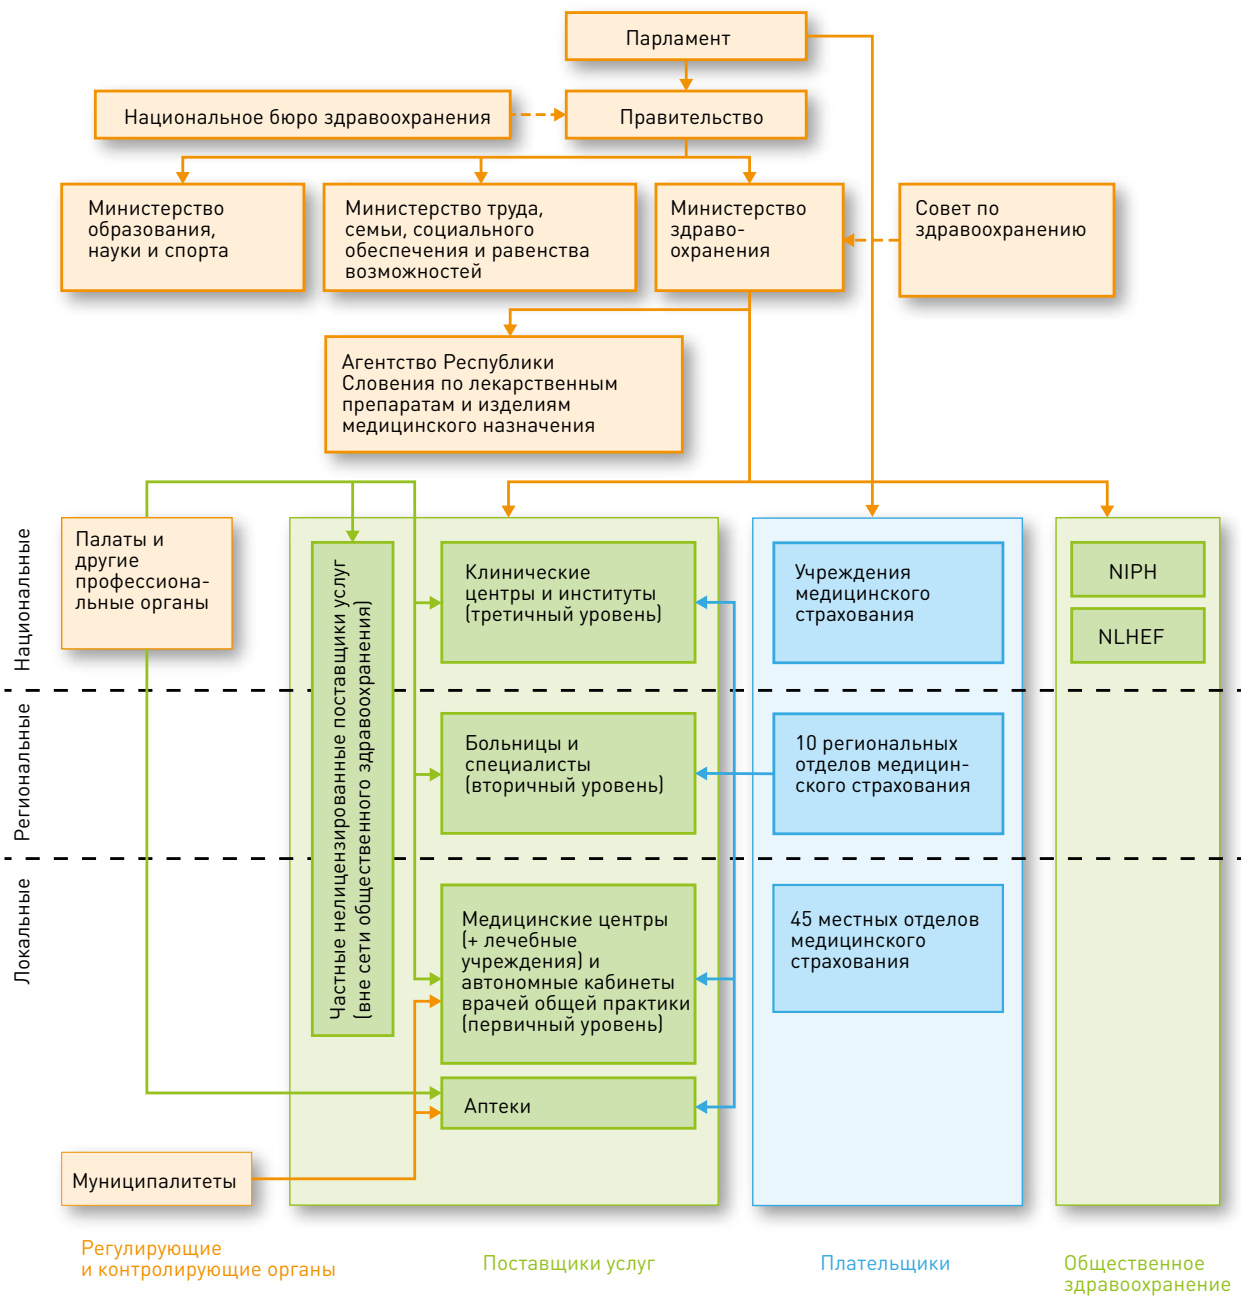 Парламент
Национальное бюро здравоохранения
Правительство
Министерство
образования,
науки и спорта
Министерство труда,
семьи, социального
обеспечения и равенства
возможностей
Министерство
здраво-
охранения
Совет по
здравоохранению
Агентство Республики
Словения по лекарственным
препаратам и изделиям
медицинского назначения
Национальные
Палаты и
другие
профессиона-
льные органы
Частные нелицензированные поставщики услуг
(вне сети общественного здравоохранения)
Клинические
центры и институты
(третичный уровень)
Учреждения
медицинского
страхования
NIPH
NLHEF
Региональные
Больницы и
специалисты
(вторичный уровень)
10 региональных
отделов медицин-
ского страхования
Локальные
Медицинские центры
(+ лечебные
учреждения) и
автономные кабинеты
врачей общей практики
(первичный уровень)
45 местных отделов
медицинского
страхования
Аптеки
Муниципалитеты
Регулирующие
и контролирующие органы
Поставщики услуг
Плательщики
Общественное
здравоохранение